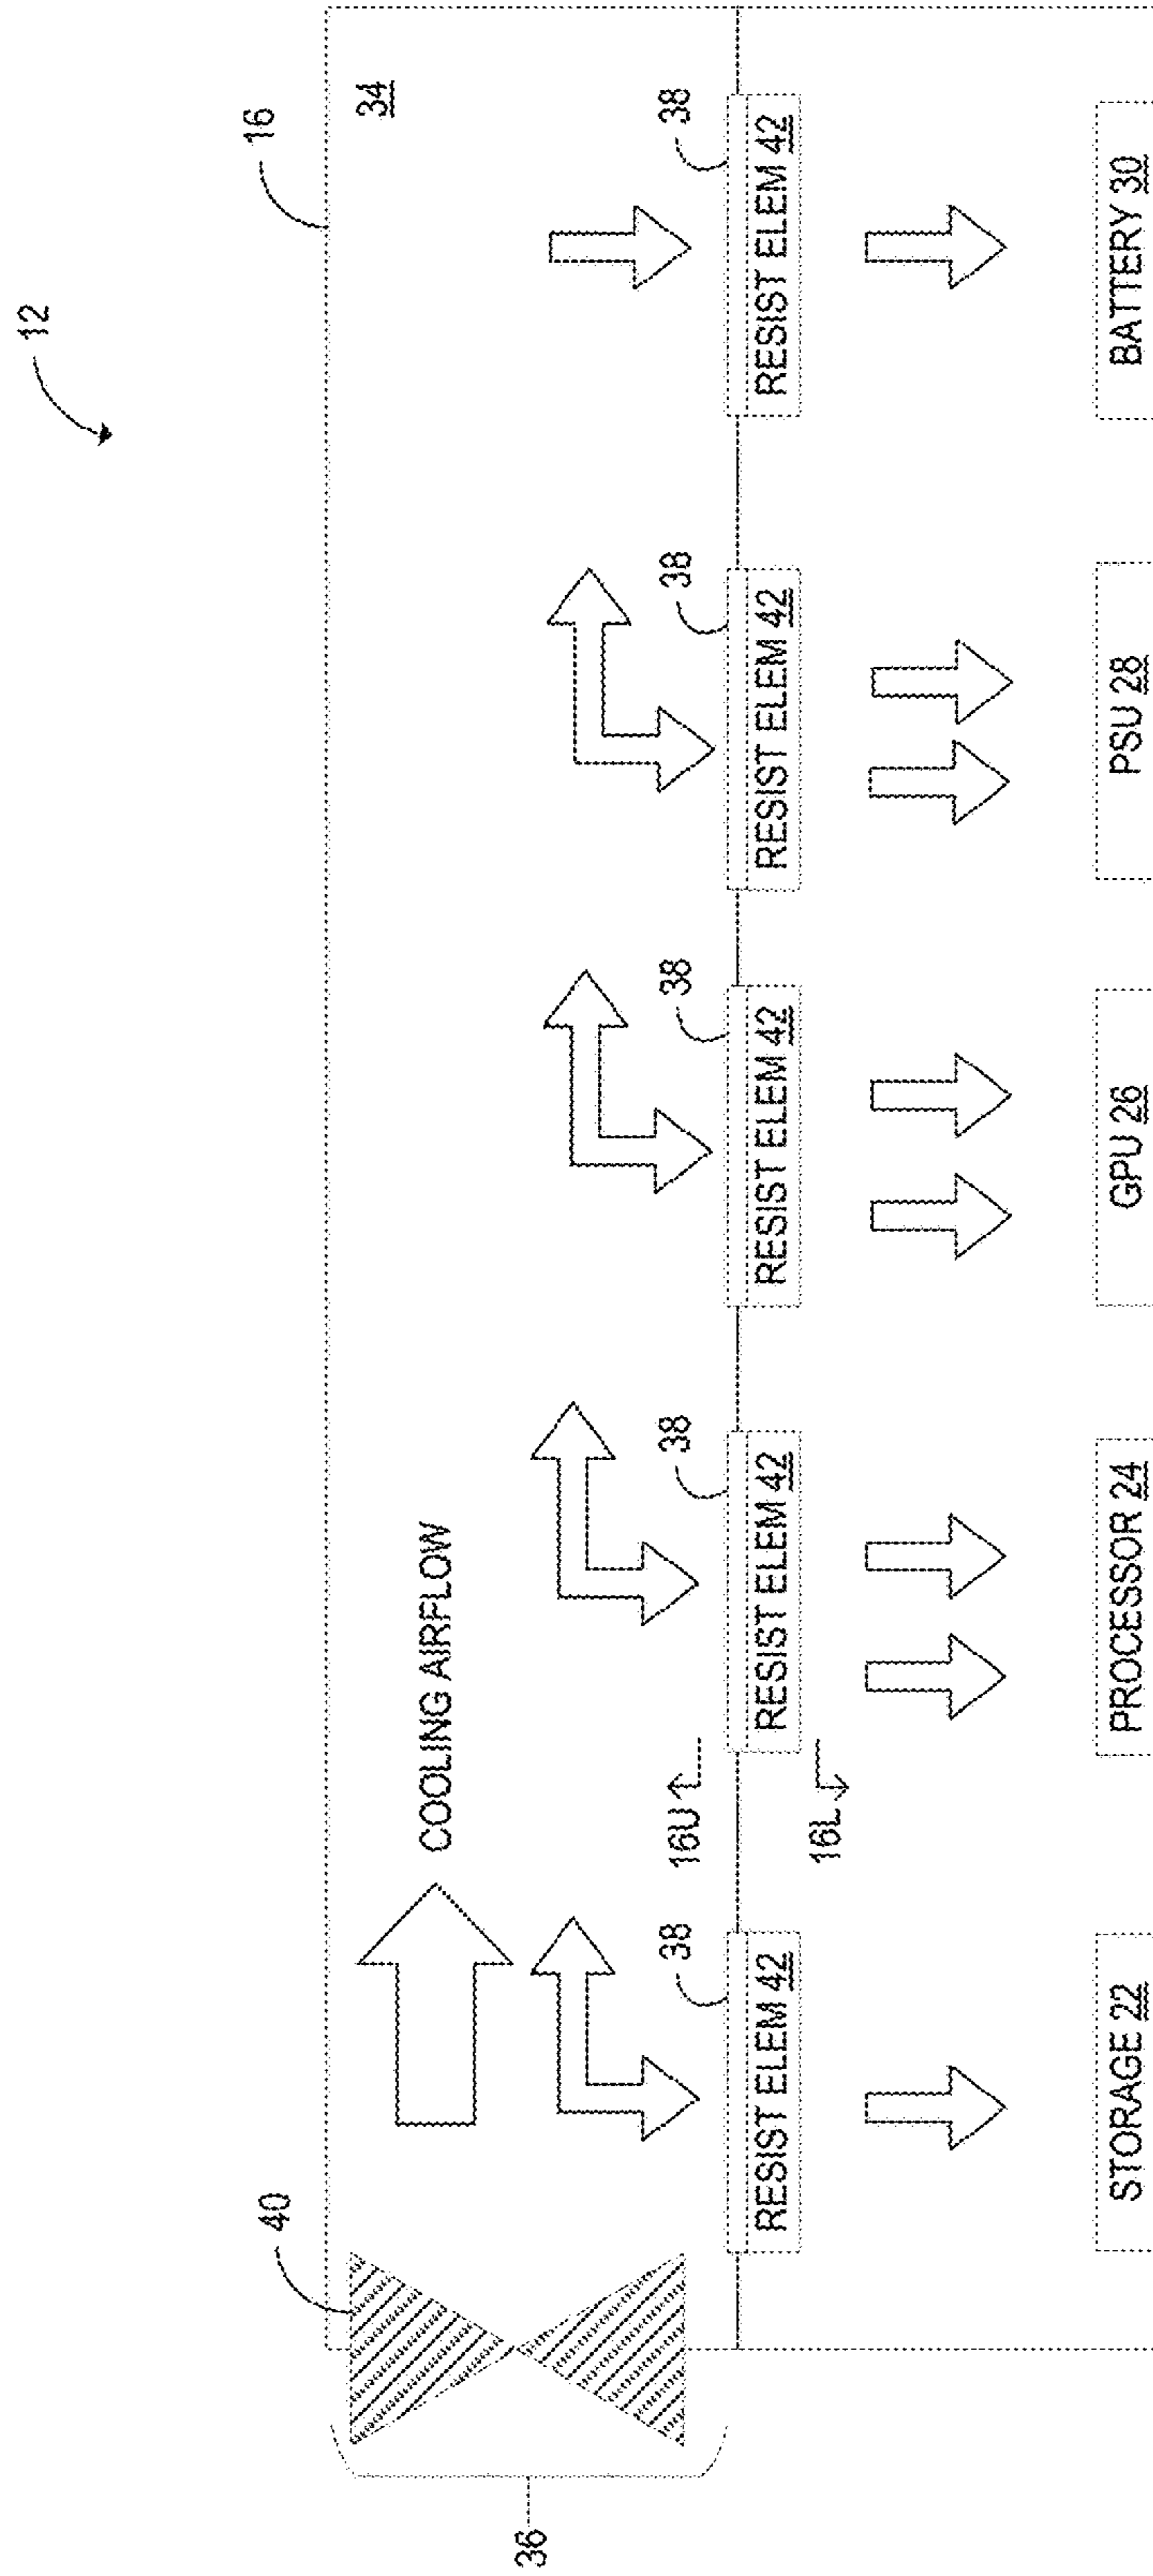 12
16
34
40
COOLING AIRFLOW
36
38
38
38
38
38
RESIST ELEM 42
RESIST ELEM 42
RESIST ELEM 42
RESIST ELEM 42
RESIST ELEM 42
16U
16L
STORAGE 22
PROCESSOR 24
GPU 26
PSU 28
BATTERY 30